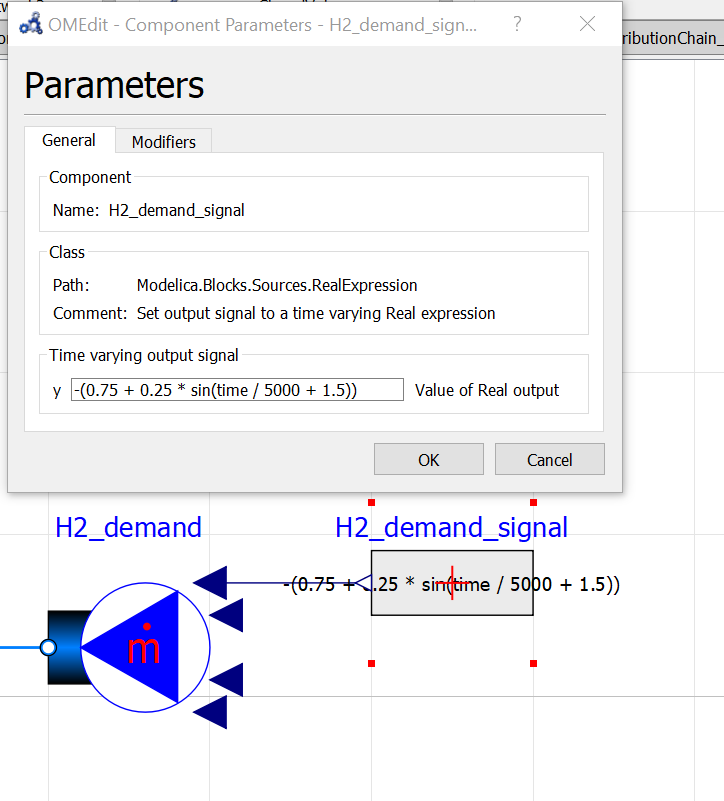 OMEdit - Component Parameters - H2_demand_sign... ?
ributionChain_
Parameters
General Modifiers
Component
Name: H2_demand_signal
Class
Path: Modelica.Blocks.Sources.RealExpression
Comment: Set output signal to a time varying Real expression
Time varying output signal
y -(0.75 + 0.25 * sin(time / 5000 + 1.5)) Value of Real output
OK Cancel
H2_demand H2_demand_signal
-(0.75 + 0.25 * sin(time / 5000 + 1.5))
ṁ